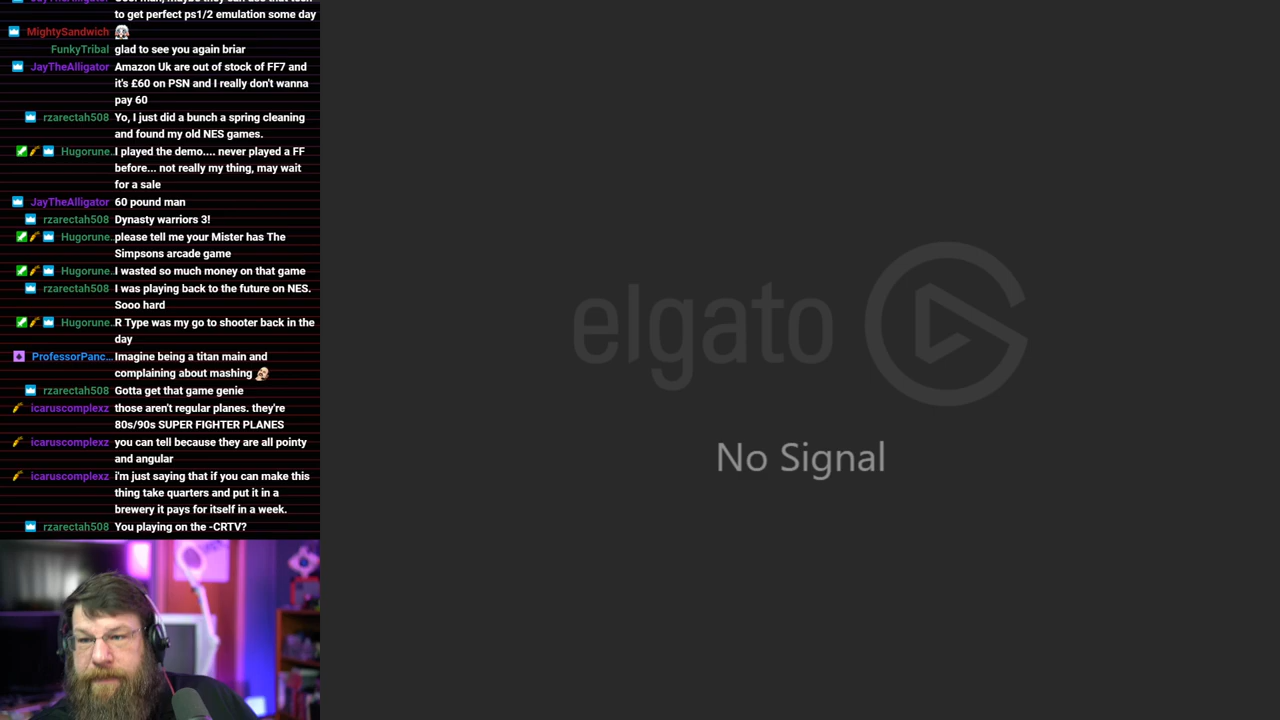 to get perfect ps1/2 emulation some day
MightySandwich
FunkyTribal glad to see you again briar
JayTheAlligator Amazon Uk are out of stock of FF7 and
it's £60 on PSN and I really don't wanna
pay 60
rzarectah508 Yo, I just did a bunch a spring cleaning
and found my old NES games.
Hugorune... I played the demo.... never played a FF
before... not really my thing, may wait
for a sale
JayTheAlligator 60 pound man
rzarectah508 Dynasty warriors 3!
Hugorune... please tell me your Mister has The
Simpsons arcade game
Hugorune... I wasted so much money on that game
rzarectah508 I was playing back to the future on NES.
Sooo hard
Hugorune... R Type was my go to shooter back in the
day
ProfessorPanc... Imagine being a titan main and
complaining about mashing
rzarectah508 Gotta get that game genie
icaruscomplexz those aren't regular planes. they're
80s/90s SUPER FIGHTER PLANES
icaruscomplexz you can tell because they are all pointy
and angular
icaruscomplexz i'm just saying that if you can make this
thing take quarters and put it in a
brewery it pays for itself in a week.
rzarectah508 You playing on the -CRTV?
elgato
No Signal